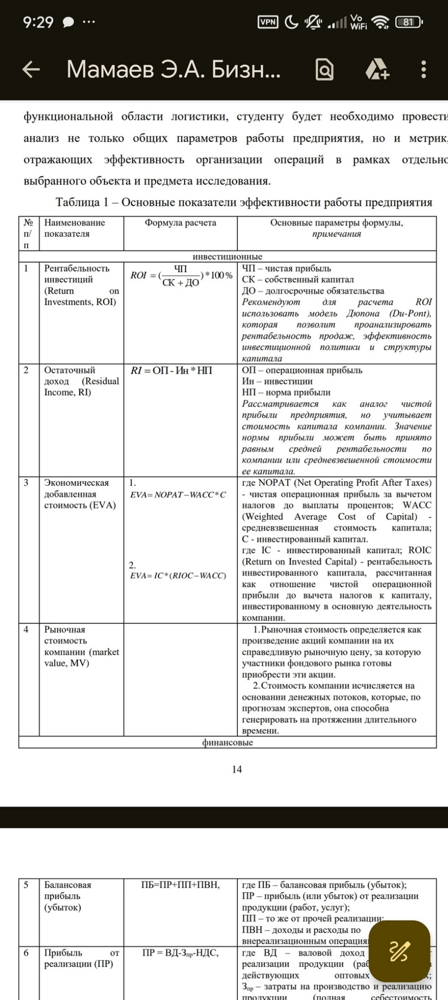 9:29
VPN
Vo
WiFi
81
Мамаев Э.А. Бизн...
функциональной области логистики, студенту будет необходимо провести
анализ не только общих параметров работы предприятия, но и метрик,
отражающих эффективность организации операций в рамках отдельно
выбранного объекта и предмета исследования.
Таблица 1 – Основные показатели эффективности работы предприятия
№ п/п
Наименование показателя
Формула расчета
Основные параметры формулы,
примечания
инвестиционные
1
Рентабельность
инвестиций
(Return on
Investments, ROI)
ROI = (ЧП / СК + ДО) * 100%
ЧП – чистая прибыль
СК – собственный капитал
ДО – долгосрочные обязательства
Рекомендуют для расчета ROI
использовать модель Дюпона (Du-Pont),
которая позволит проанализировать
рентабельность продаж, эффективность
инвестиционной политики и структуры
капитала
2
Остаточный
доход (Residual
Income, RI)
RI = ОП - Ин * НП
ОП – операционная прибыль
Ин – инвестиции
НП – норма прибыли
Рассматривается как аналог чистой
прибыли предприятия, но учитывает
стоимость капитала компании. Значение
нормы прибыли может быть принято
равным средней рентабельности по
компании или средневзвешенной стоимости
ее капитала.
3
Экономическая
добавленная
стоимость (EVA)
1.
EVA= NOPAT–WACC*C
2.
EVA= IC*(RIOC–WACC)
где NOPAT (Net Operating Profit After Taxes)
- чистая операционная прибыль за вычетом
налогов до выплаты процентов; WACC
(Weighted Average Cost of Capital) -
средневзвешенная стоимость капитала;
С - инвестированный капитал.
где IC - инвестированный капитал; ROIC
(Return on Invested Capital) - рентабельность
инвестированного капитала, рассчитанная
как отношение чистой операционной
прибыли до вычета налогов к капиталу,
инвестированному в основную деятельность
компании.
4
Рыночная
стоимость
компании (market
value, MV)
1.Рыночная стоимость определяется как
произведение акций компании на их
справедливую рыночную цену, за которую
участники фондового рынка готовы
приобрести эти акции.
2.Стоимость компании исчисляется на
основании денежных потоков, которые, по
прогнозам экспертов, она способна
генерировать на протяжении длительного
времени.
финансовые
14
5
Балансовая
прибыль
(убыток)
ПБ=ПР+ПП+ПВН,
где ПБ – балансовая прибыль (убыток);
ПР – прибыль (или убыток) от реализации
продукции (работ, услуг);
ПП – то же от прочей реализации;
ПВН – доходы и расходы по
внереализационным
6
Прибыль от
реализации (ПР)
ПР = ВД-Зпр-НДС,
где ВД – валовой доход
реализации продукции
действующих оптовых
Зпр – затраты на производство и реализацию
продукции (полная себестоимость